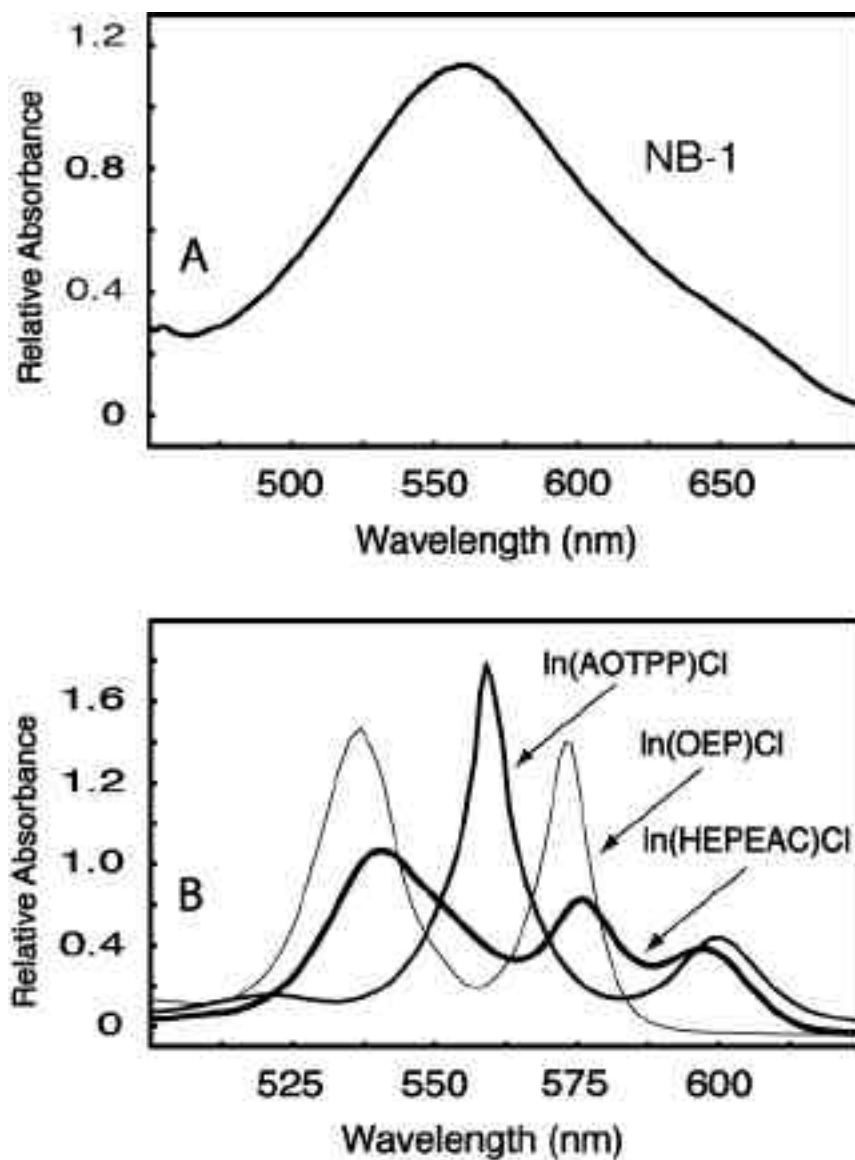 1.2
0.8
0.4
0
Relative Absorbance
A
NB-1
500 550 600 650
Wavelength (nm)
1.6
1.2
1.0
0.4
0
Relative Absorbance
B
In(AOTPP)Cl
In(OEP)Cl
In(HEPEAC)Cl
525 550 575 600
Wavelength (nm)